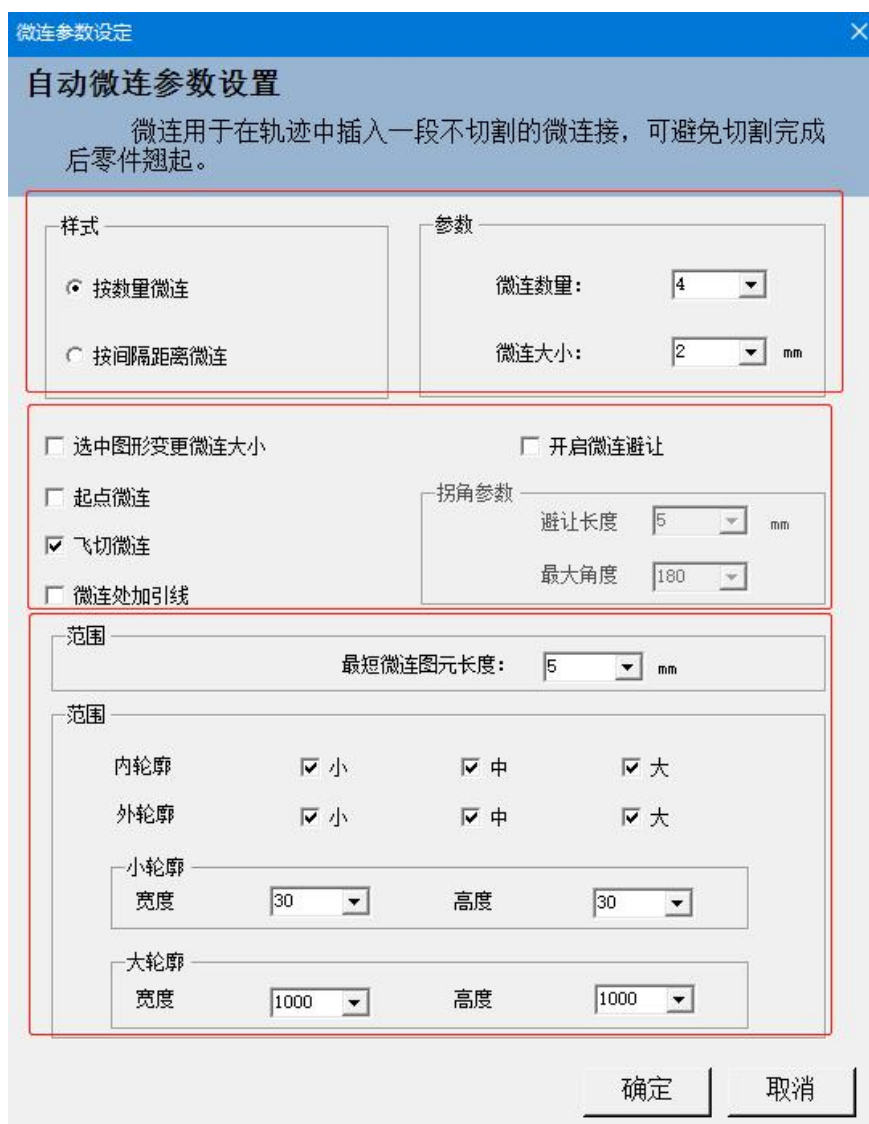 微连参数设定
自动微连参数设置
微连用于在轨迹中插入一段不切割的微连接，可避免切割完成
后零件翘起。
样式
参数
按数量微连
微连数量： 4
按间隔距离微连
微连大小： 2 mm
选中图形变更微连大小
开启微连避让
起点微连
拐角参数
避让长度 5 mm
飞切微连
最大角度 180
微连处加引线
范围
最短微连图元长度： 5 mm
范围
内轮廓 小 中 大
外轮廓 小 中 大
小轮廓
宽度 30 高度 30
大轮廓
宽度 1000 高度 1000
确定 取消